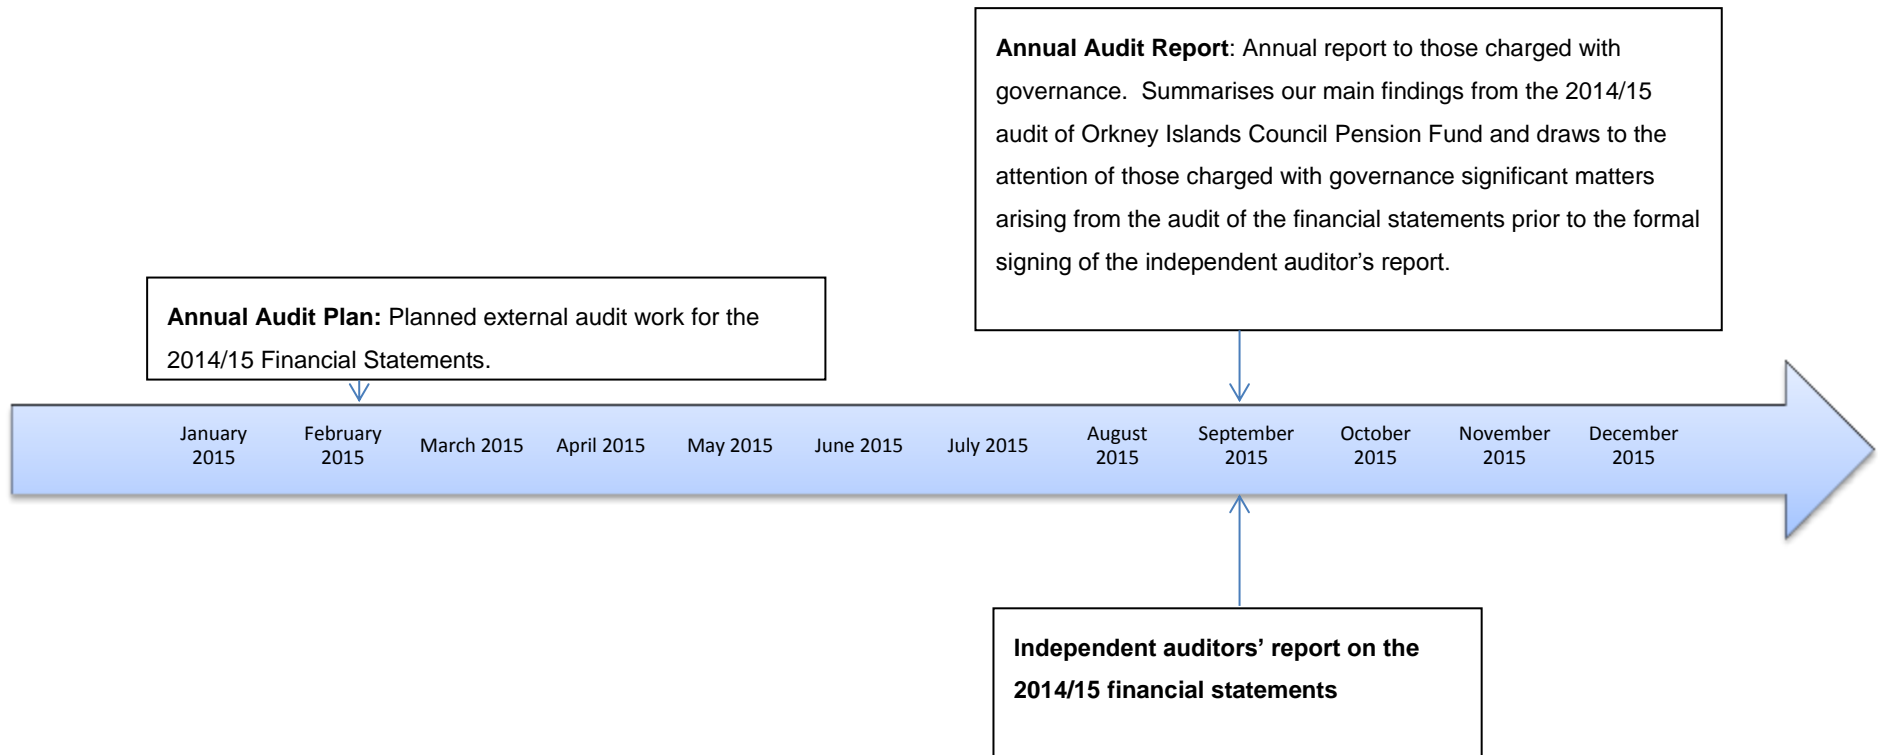 Annual Audit Report: Annual report to those charged with
governance.  Summarises our main findings from the 2014/15
audit of Orkney Islands Council Pension Fund and draws to the
attention of those charged with governance significant matters
arising from the audit of the financial statements prior to the formal
signing of the independent auditor’s report.
Annual Audit Plan: Planned external audit work for the
2014/15 Financial Statements.
January
2015
February
2015
March 2015
April 2015
May 2015
June 2015
July 2015
August
2015
September
2015
October
2015
November
2015
December
2015
Independent auditors’ report on the
2014/15 financial statements